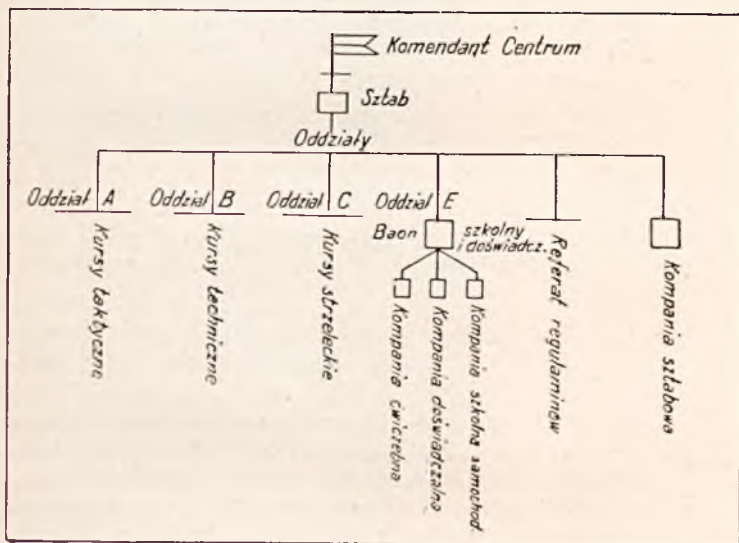 Komendant Centrum
Sztab
Oddziały
Oddział A
Kursy taktyczne
Oddział B
Kursy techniczne
Oddział C
Kursy strzeleckie
Oddział E
Baon
szkolny
i doświadcz.
Kompania ćwiczebna
Kompania doświadczalna
Kompania szkolna samochod.
Referat regulaminów
Kompania sztabowa